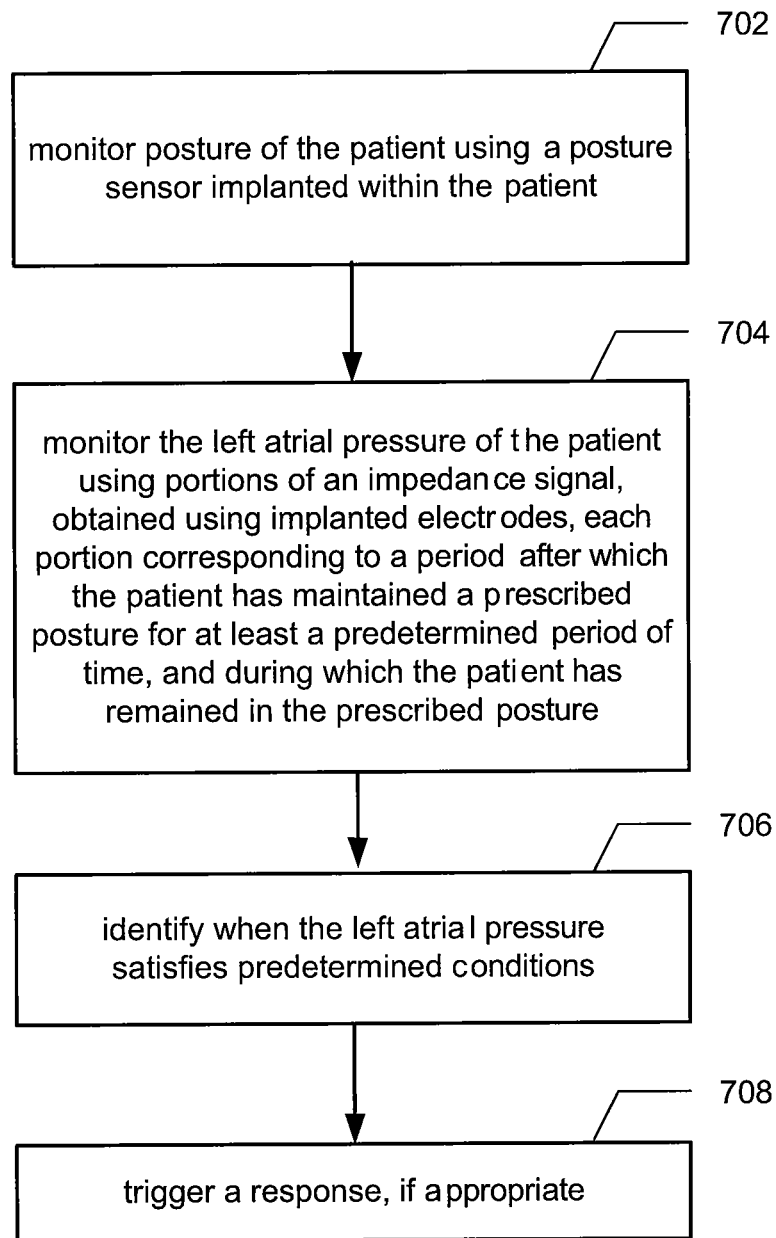 702
monitor posture of the patient using a posture
sensor implanted within the patient
704
monitor the left atrial pressure of the patient
using portions of an impedance signal,
obtained using implanted electrodes, each
portion corresponding to a period after which
the patient has maintained a prescribed
posture for at least a predetermined period of
time, and during which the patient has
remained in the prescribed posture
706
identify when the left atrial pressure
satisfies predetermined conditions
708
trigger a response, if appropriate